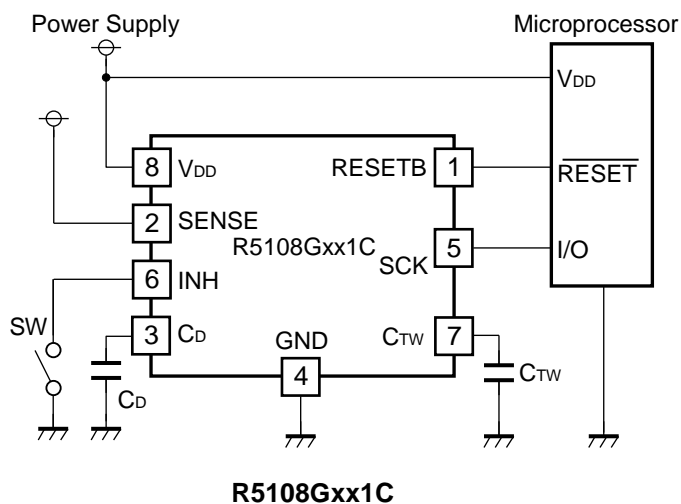 Power Supply
Microprocessor
VDD
8
VDD
RESETB
1
RESET
2
SENSE
R5108Gxx1C
SCK
5
I/O
6
INH
SW
3
CD
GND
4
CTW
7
CD
CTW
R5108Gxx1C